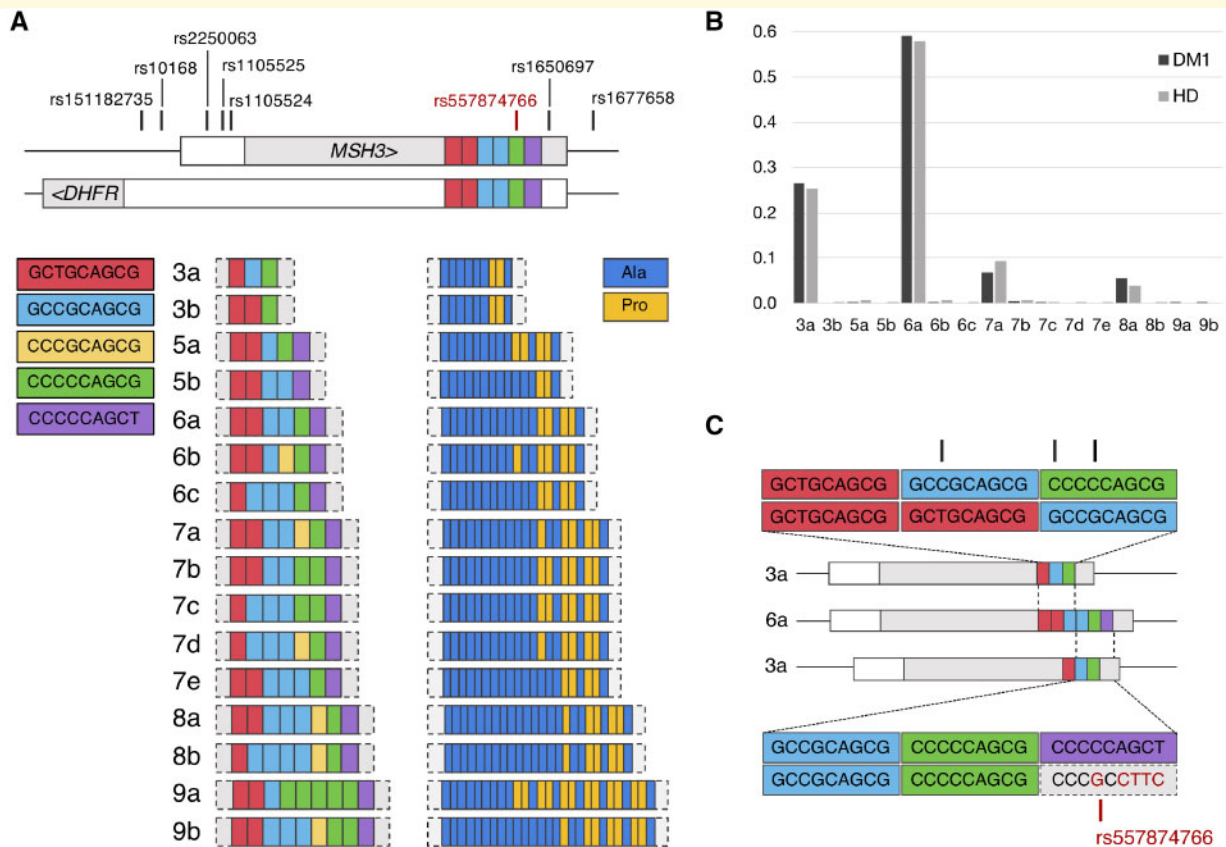 A
rs2250063
rs10168
rs1105525
rs1650697
rs151182735
rs1105524
rs557874766
rs1677658
MSH3>
<DHFR
GCTGCAGCG
GCCGCAGCG
CCCGCAGCG
CCCCCAGCG
CCCCCAGCT
3a
3b
5a
5b
6a
6b
6c
7a
7b
7c
7d
7e
8a
8b
9a
9b
Ala
Pro
B
0.6
0.5
0.4
0.3
0.2
0.1
0.0
DM1
HD
3a 3b 5a 5b 6a 6b 6c 7a 7b 7c 7d 7e 8a 8b 9a 9b
C
GCTGCAGCG GCCGCAGCG CCCCCAGCG
GCTGCAGCG GCTGCAGCG GCCGCAGCG
3a
6a
3a
GCCGCAGCG CCCCCAGCG CCCCCAGCT
GCCGCAGCG CCCCCAGCG CCCGCCTTC
rs557874766